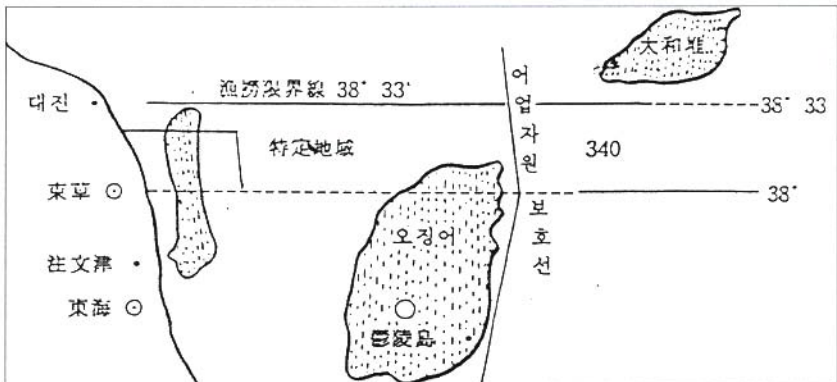 太和堆
漁撈限界線 38° 33'
대진
38° 33
어업자원
特定地域
340
束草
38°
보호선
오징어
注文津
東海
鬱陵島